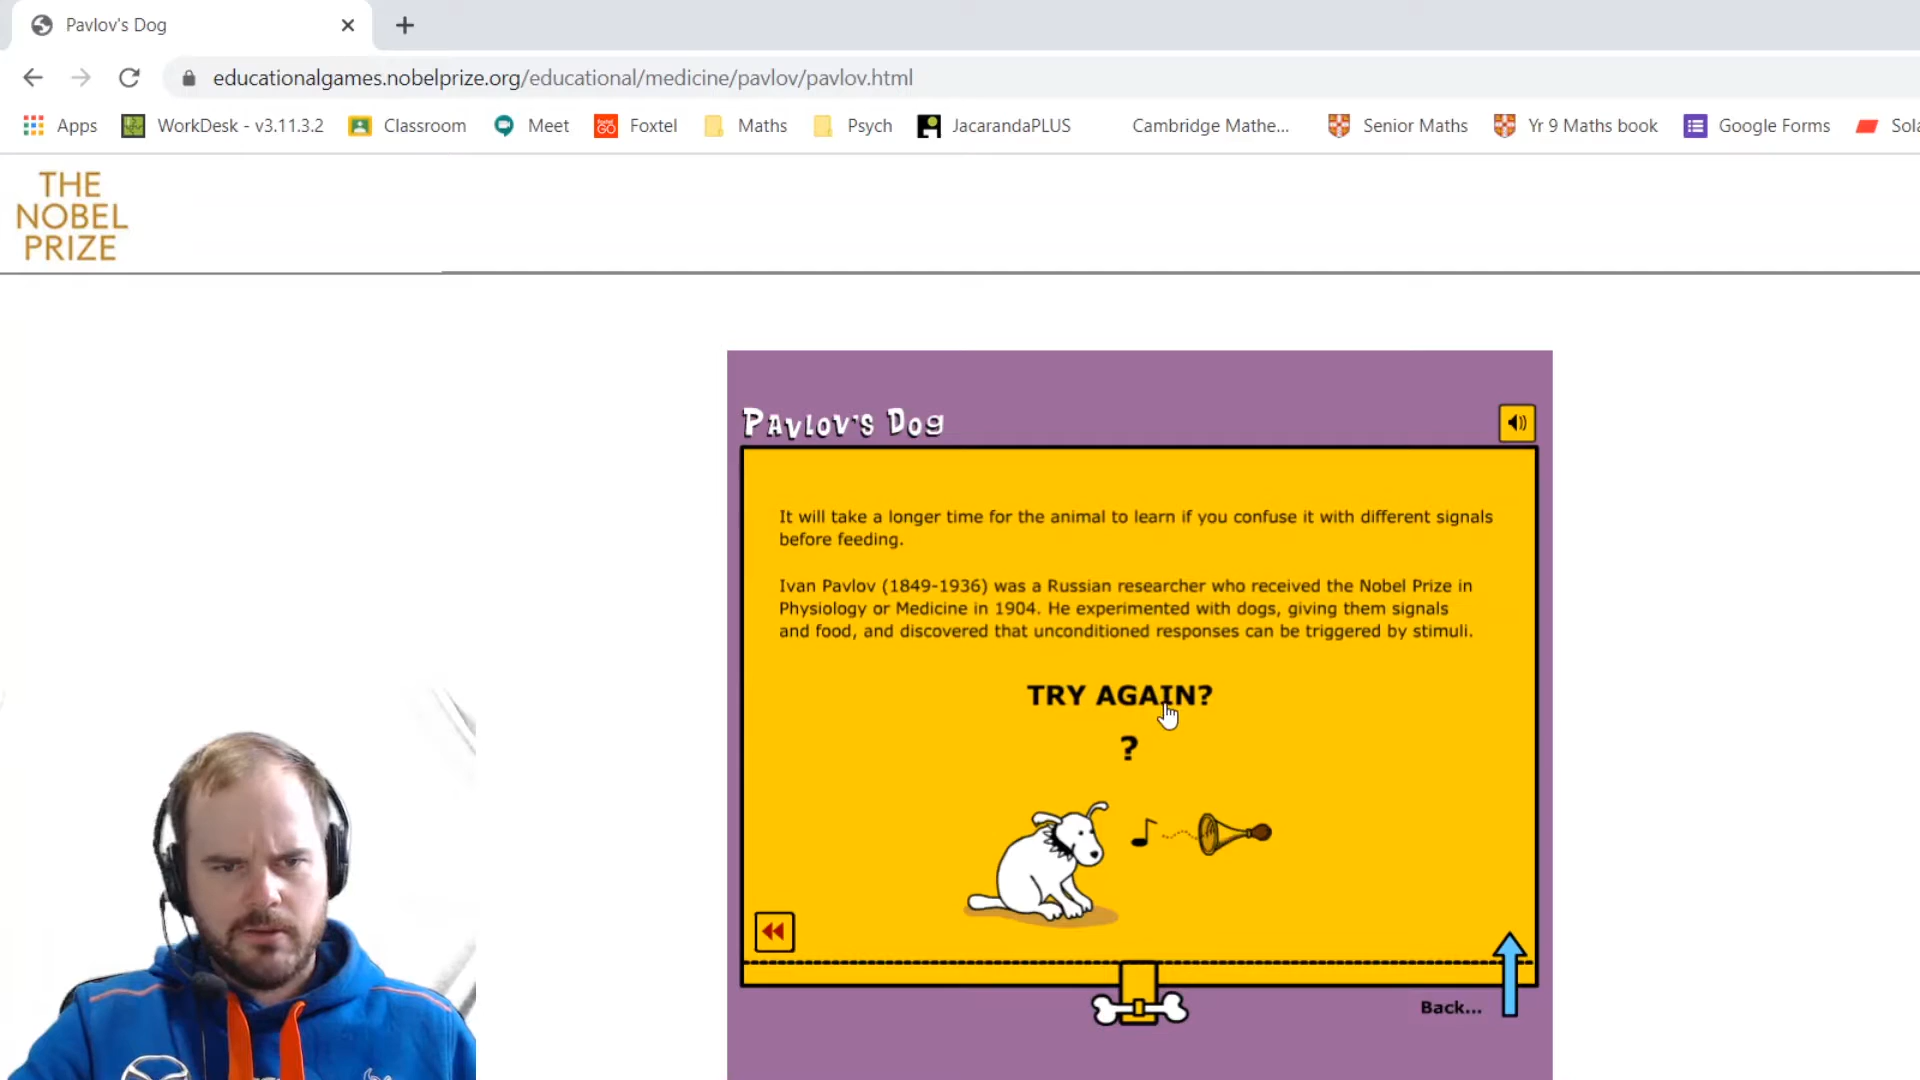 Pavlov's Dog
educationalgames.nobelprize.org/educational/medicine/pavlov/pavlov.html
Apps WorkDesk - v3.11.3.2 Classroom Meet Foxtel Maths Psych JacarandaPLUS Cambridge Mathe... Senior Maths Yr 9 Maths book Google Forms
THE
NOBEL
PRIZE
PAVLOV'S DOG
It will take a longer time for the animal to learn if you confuse it with different signals
before feeding.
Ivan Pavlov (1849-1936) was a Russian researcher who received the Nobel Prize in
Physiology or Medicine in 1904. He experimented with dogs, giving them signals
and food, and discovered that unconditioned responses can be triggered by stimuli.
TRY AGAIN?
?
Back...